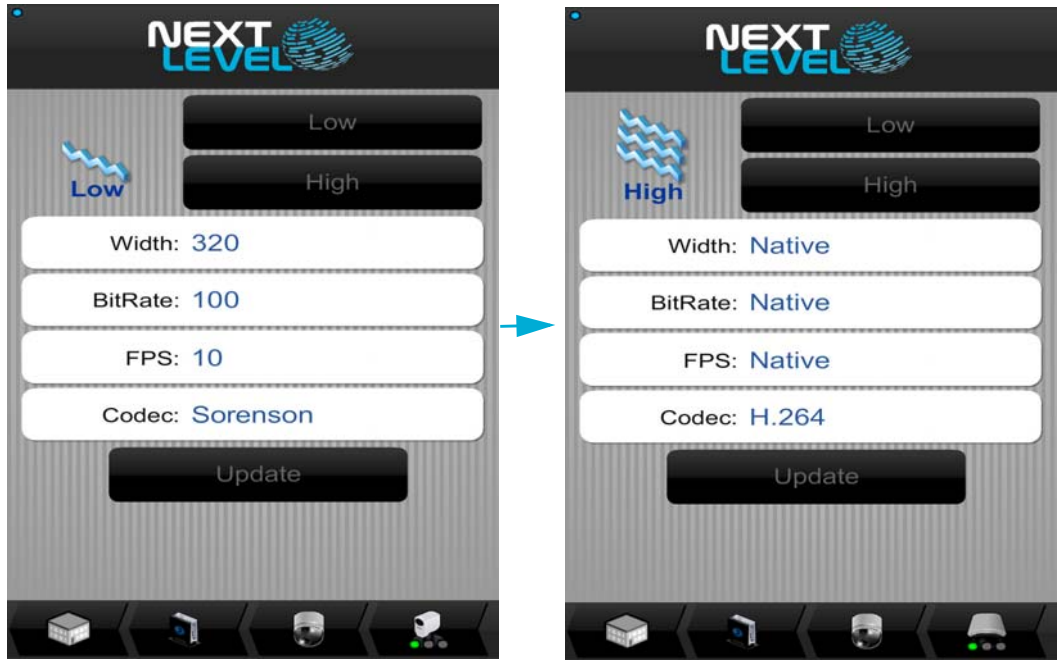 NEXT
LEVEL
Low
Low
High
Width: 320
BitRate: 100
FPS: 10
Codec: Sorenson
Update
NEXT
LEVEL
Low
High
High
Width: Native
BitRate: Native
FPS: Native
Codec: H.264
Update